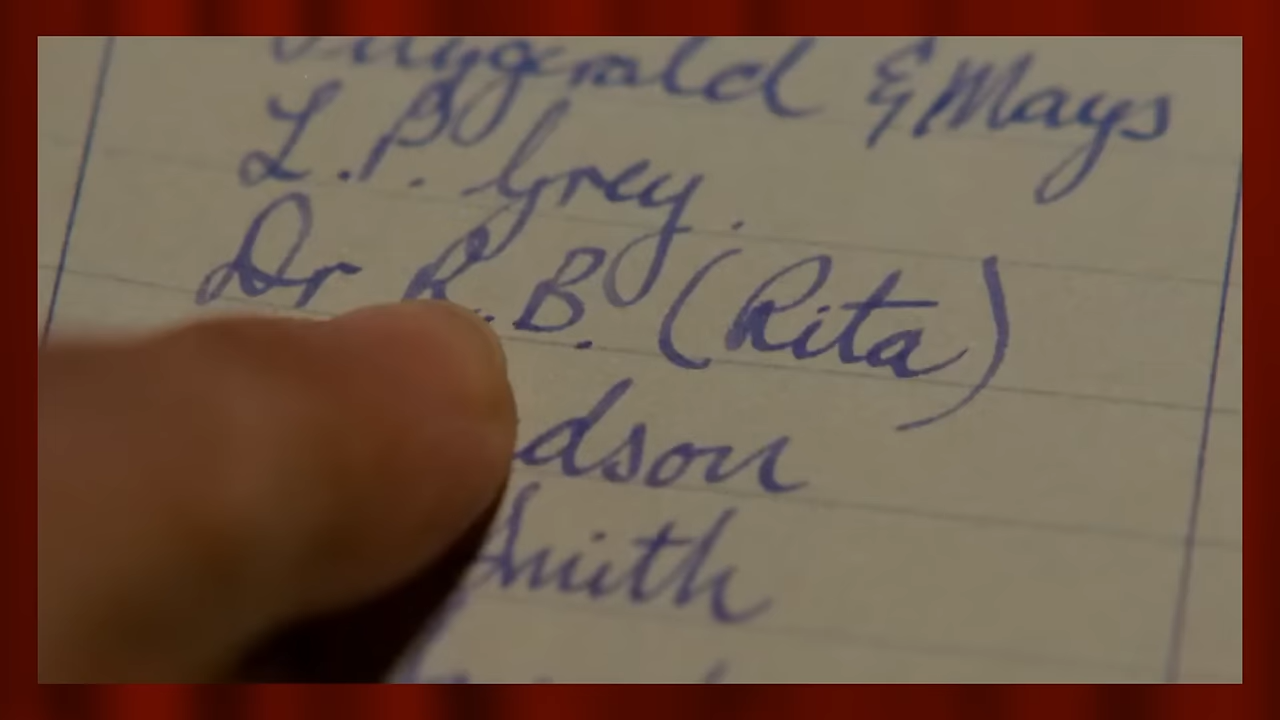 Fitzgerald & Mays
L.P. Grey.
Dr R.B. (Rita)
dson
Smith